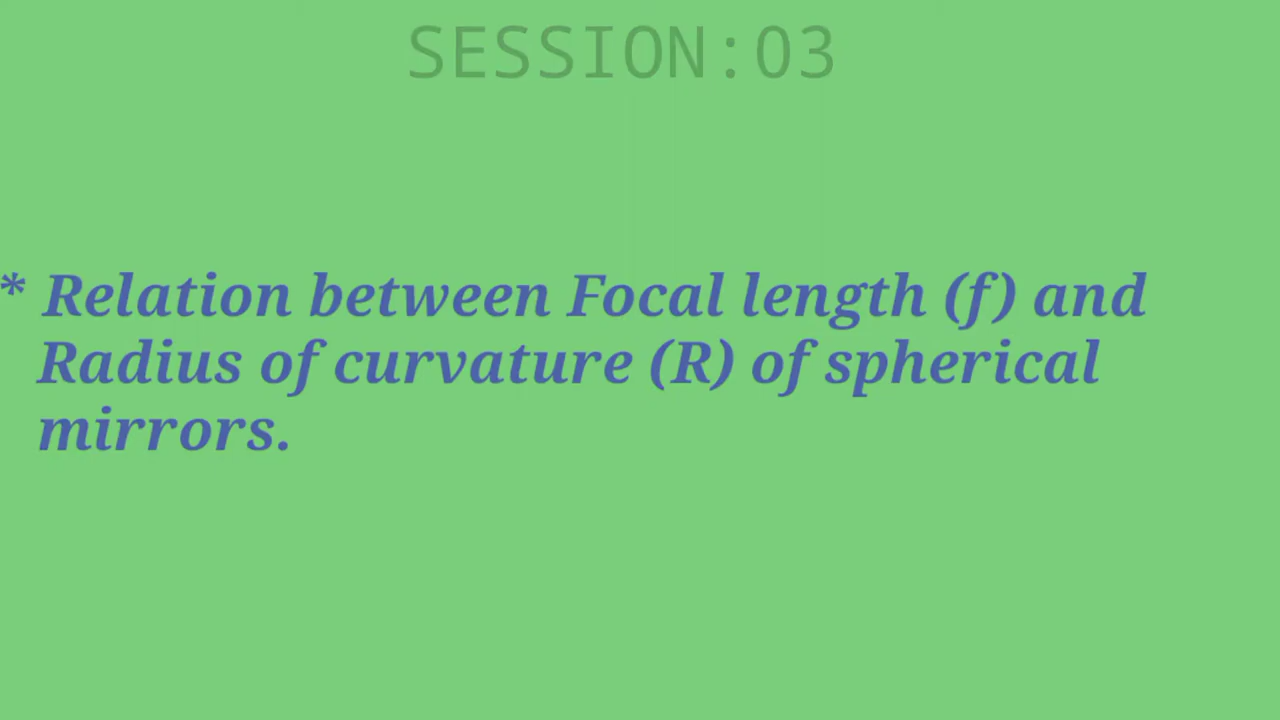 SESSION:03
* Relation between Focal length (f) and
Radius of curvature (R) of spherical
mirrors.